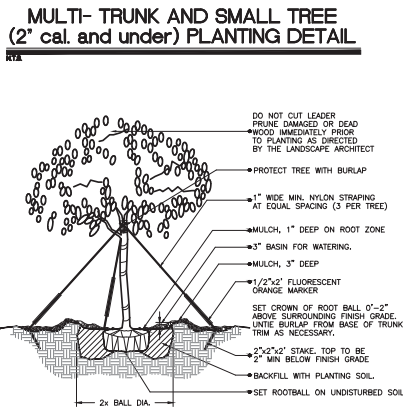 MULTI- TRUNK AND SMALL TREE
(2" cal. and under) PLANTING DETAIL
NTS
DO NOT CUT LEADER
PRUNE DAMAGED OR DEAD
WOOD IMMEDIATELY PRIOR
TO PLANTING AS DIRECTED
BY THE LANDSCAPE ARCHITECT
PROTECT TREE WITH BURLAP
1" WIDE MIN. NYLON STRAPING
AT EQUAL SPACING (3 PER TREE)
MULCH, 1" DEEP ON ROOT ZONE
3" BASIN FOR WATERING.
MULCH, 3" DEEP
1/2"x2' FLUORESCENT
ORANGE MARKER
SET CROWN OF ROOT BALL 0'-2"
ABOVE SURROUNDING FINISH GRADE.
UNTIE BURLAP FROM BASE OF TRUNK
TRIM AS NECESSARY.
2"x2"x2' STAKE. TOP TO BE
2" MIN BELOW FINISH GRADE
BACKFILL WITH PLANTING SOIL.
SET ROOTBALL ON UNDISTURBED SOIL
2x BALL DIA.